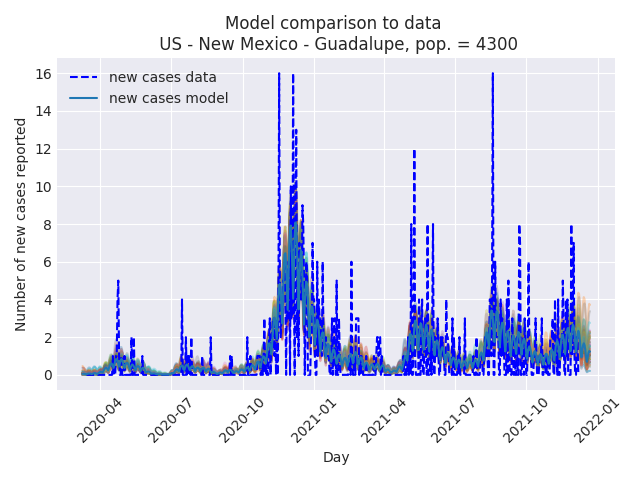 Model comparison to data
US - New Mexico - Guadalupe, pop. = 4300
new cases data
new cases model
Number of new cases reported
16
14
12
10
8
6
4
2
0
2020-04
2020-07
2020-10
2021-01
2021-04
2021-07
2021-10
2022-01
Day